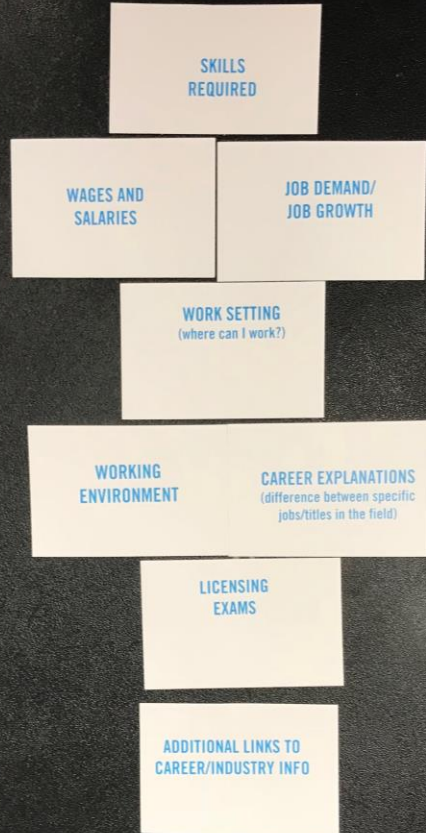 SKILLS
REQUIRED
WAGES AND
SALARIES
JOB DEMAND/
JOB GROWTH
WORK SETTING
(where can I work?)
WORKING
ENVIRONMENT
CAREER EXPLANATIONS
(difference between specific
jobs/titles in the field)
LICENSING
EXAMS
ADDITIONAL LINKS TO
CAREER/INDUSTRY INFO